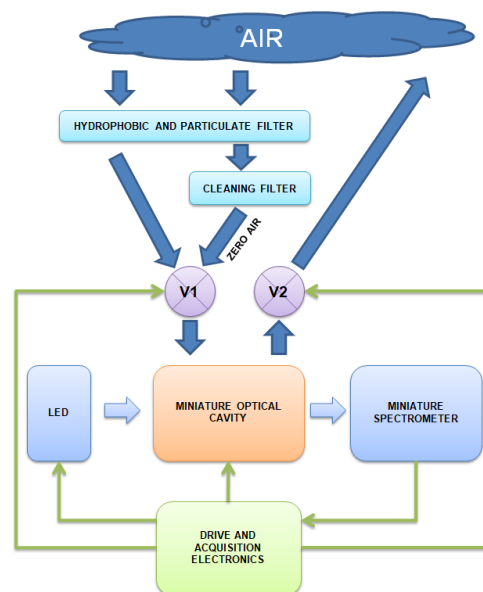 AIR
HYDROPHOBIC AND PARTICULATE FILTER
CLEANING FILTER
ZERO AIR
V1
V2
LED
MINIATURE OPTICAL
CAVITY
MINIATURE
SPECTROMETER
DRIVE AND
ACQUISITION
ELECTRONICS